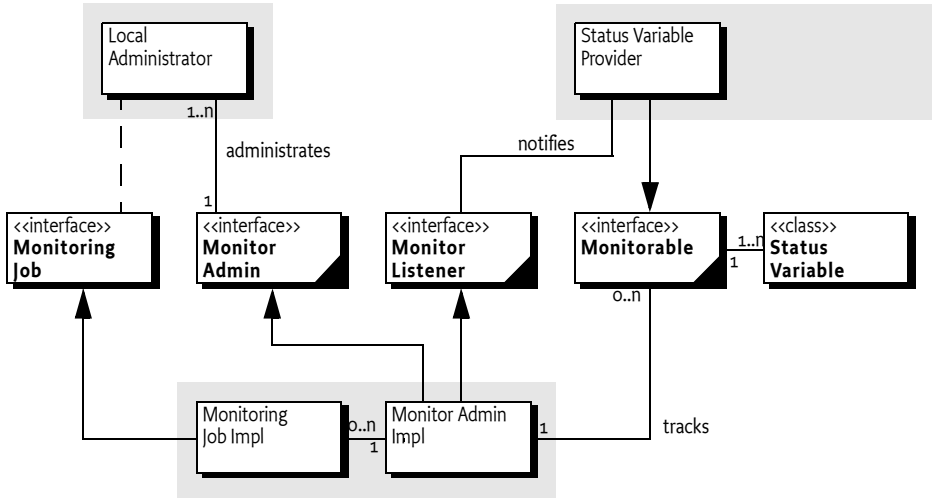 Local
Administrator
Status Variable
Provider
1..n
administrates
notifies
1
<<interface>>
Monitoring
Job
<<interface>>
Monitor
Admin
<<interface>>
Monitor
Listener
<<interface>>
Monitorable
1..n
1
<<class>>
Status
Variable
0..n
Monitoring
Job Impl
0..n
1
Monitor Admin
Impl
1
tracks